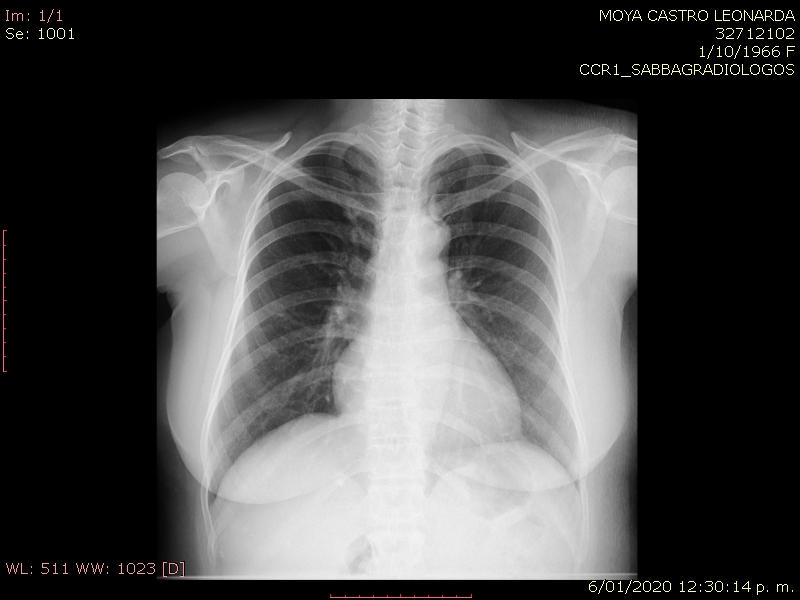 Im: 1/1
Se: 1001
MOYA CASTRO LEONARDA
32712102
1/10/1966 F
CCR1_SABBAGRADIOLOGOS
WL: 511 WW: 1023 [D]
6/01/2020 12:30:14 p. m.